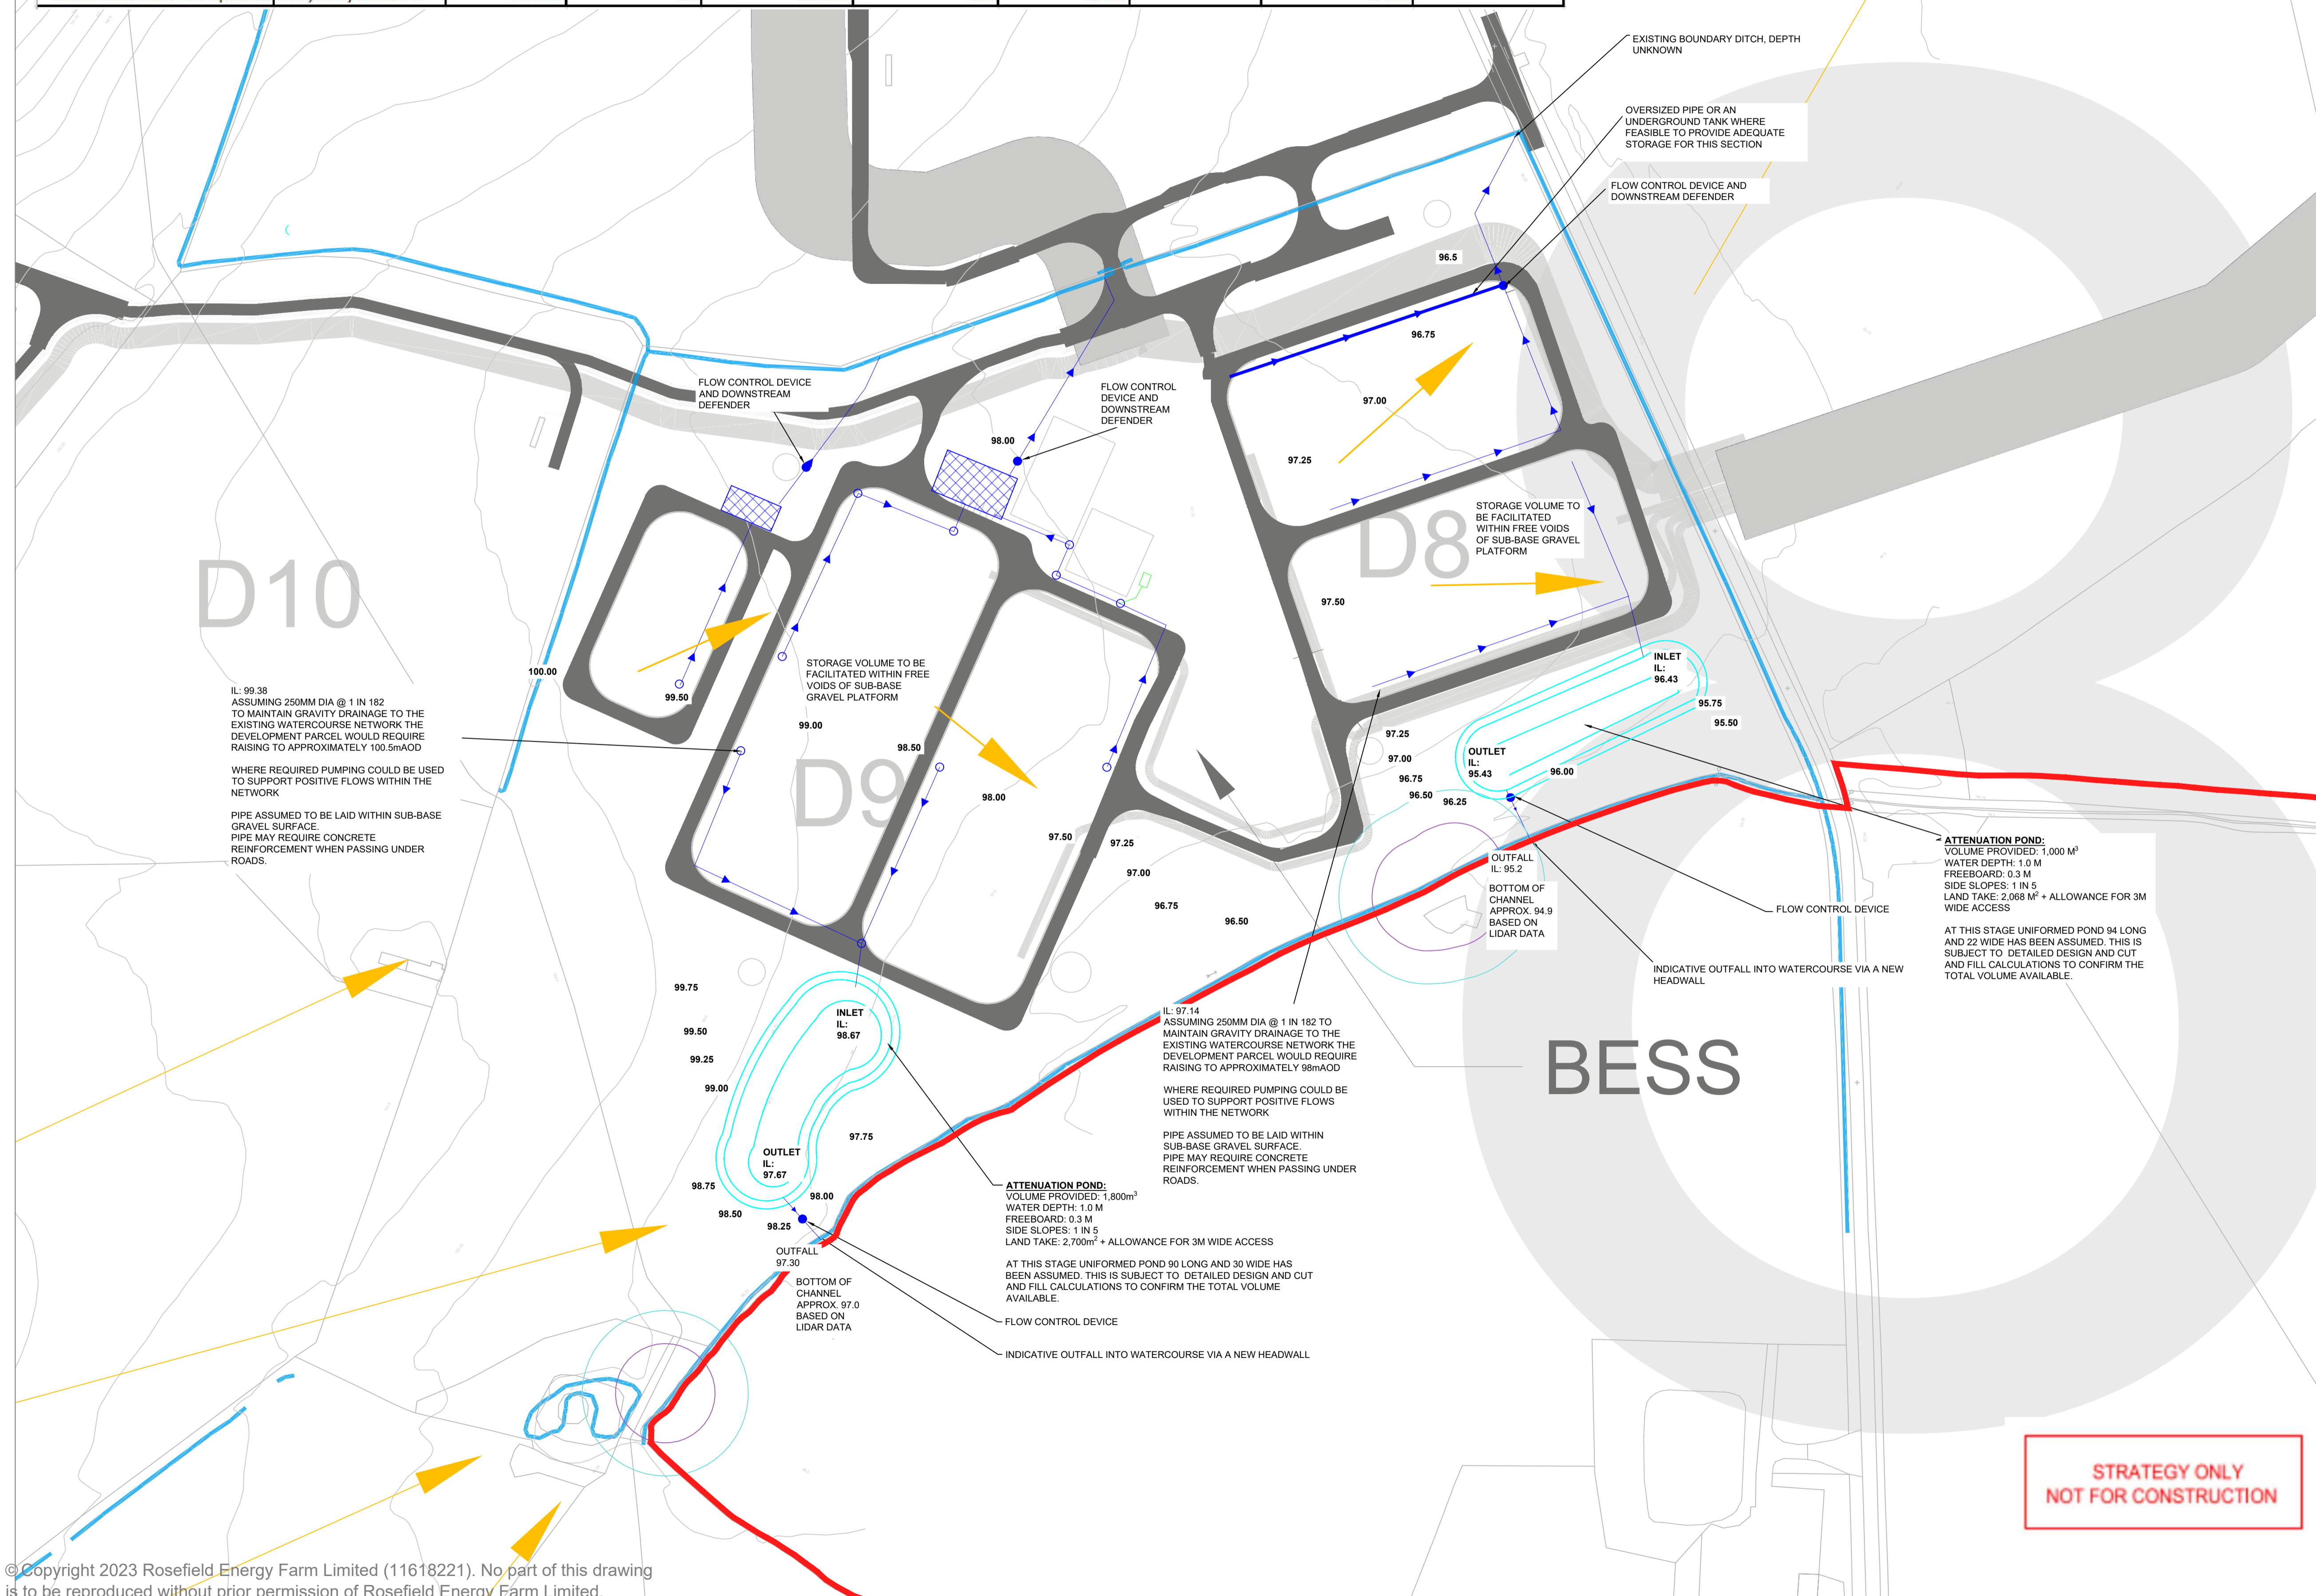 EXISTING BOUNDARY DITCH, DEPTH
UNKNOWN
OVERSIZED PIPE OR AN
UNDERGROUND TANK WHERE
FEASIBLE TO PROVIDE ADEQUATE
STORAGE FOR THIS SECTION
FLOW CONTROL DEVICE AND
DOWNSTREAM DEFENDER
96.5
96.75
FLOW CONTROL DEVICE
AND DOWNSTREAM
DEFENDER
FLOW CONTROL
DEVICE AND
DOWNSTREAM
DEFENDER
97.00
98.00
97.25
STORAGE VOLUME TO
BE FACILITATED
WITHIN FREE VOIDS
OF SUB-BASE GRAVEL
PLATFORM
D8
D10
97.50
100.00
99.50
STORAGE VOLUME TO BE
FACILITATED WITHIN FREE
VOIDS OF SUB-BASE
GRAVEL PLATFORM
INLET
IL:
96.43
95.75
95.50
IL: 99.38
ASSUMING 250MM DIA @ 1 IN 182
TO MAINTAIN GRAVITY DRAINAGE TO THE
EXISTING WATERCOURSE NETWORK THE
DEVELOPMENT PARCEL WOULD REQUIRE
RAISING TO APPROXIMATELY 100.5mAOD
WHERE REQUIRED PUMPING COULD BE USED
TO SUPPORT POSITIVE FLOWS WITHIN THE
NETWORK
PIPE ASSUMED TO BE LAID WITHIN SUB-BASE
GRAVEL SURFACE.
PIPE MAY REQUIRE CONCRETE
REINFORCEMENT WHEN PASSING UNDER
ROADS.
99.00
98.50
D9
98.00
97.50
97.25
97.00
96.75
96.50
97.25
97.00
96.75
96.50
96.25
OUTLET
IL:
95.43
96.00
OUTFALL
IL: 95.2
BOTTOM OF
CHANNEL
APPROX. 94.9
BASED ON
LIDAR DATA
ATTENUATION POND:
VOLUME PROVIDED: 1,000 M³
WATER DEPTH: 1.0 M
FREEBOARD: 0.3 M
SIDE SLOPES: 1 IN 5
LAND TAKE: 2,068 M² + ALLOWANCE FOR 3M
WIDE ACCESS
AT THIS STAGE UNIFORMED POND 94 LONG
AND 22 WIDE HAS BEEN ASSUMED. THIS IS
SUBJECT TO DETAILED DESIGN AND CUT
AND FILL CALCULATIONS TO CONFIRM THE
TOTAL VOLUME AVAILABLE.
FLOW CONTROL DEVICE
INDICATIVE OUTFALL INTO WATERCOURSE VIA A NEW
HEADWALL
BESS
IL: 97.14
ASSUMING 250MM DIA @ 1 IN 182 TO
MAINTAIN GRAVITY DRAINAGE TO THE
EXISTING WATERCOURSE NETWORK THE
DEVELOPMENT PARCEL WOULD REQUIRE
RAISING TO APPROXIMATELY 98mAOD
WHERE REQUIRED PUMPING COULD BE
USED TO SUPPORT POSITIVE FLOWS
WITHIN THE NETWORK
PIPE ASSUMED TO BE LAID WITHIN
SUB-BASE GRAVEL SURFACE.
PIPE MAY REQUIRE CONCRETE
REINFORCEMENT WHEN PASSING UNDER
ROADS.
99.75
99.50
99.25
99.00
INLET
IL:
98.67
97.75
OUTLET
IL:
97.67
98.75
98.50
98.25
98.00
OUTFALL
97.30
BOTTOM OF
CHANNEL
APPROX. 97.0
BASED ON
LIDAR DATA
ATTENUATION POND:
VOLUME PROVIDED: 1,800m³
WATER DEPTH: 1.0 M
FREEBOARD: 0.3 M
SIDE SLOPES: 1 IN 5
LAND TAKE: 2,700m² + ALLOWANCE FOR 3M WIDE ACCESS
AT THIS STAGE UNIFORMED POND 90 LONG AND 30 WIDE HAS
BEEN ASSUMED. THIS IS SUBJECT TO DETAILED DESIGN AND CUT
AND FILL CALCULATIONS TO CONFIRM THE TOTAL VOLUME
AVAILABLE.
FLOW CONTROL DEVICE
INDICATIVE OUTFALL INTO WATERCOURSE VIA A NEW HEADWALL
8
STRATEGY ONLY
NOT FOR CONSTRUCTION
© Copyright 2023 Rosefield Energy Farm Limited (11618221). No part of this drawing
is to be reproduced without prior permission of Rosefield Energy Farm Limited.